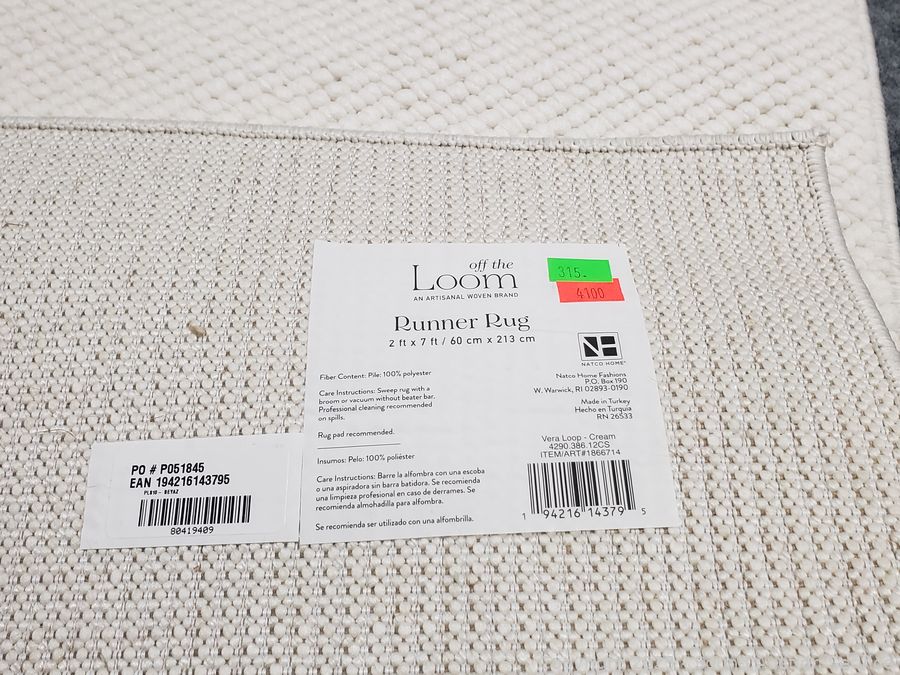 off the
Loom
AN ARTISANAL WOVEN BRAND
315-
4100
Runner Rug
2 ft x 7 ft / 60 cm x 213 cm
NATCO HOME®
Fiber Content: Pile: 100% polyester
Care Instructions: Sweep rug with a
broom or vacuum without beater bar.
Professional cleaning recommended
on spills.
Rug pad recommended.
Natco Home Fashions
P.O. Box 190
W. Warwick, RI 02893-0190
Made in Turkey
Hecho en Turquia
RN 26533
Insumos: Pelo: 100% poliéster
Care Instructions: Barre la alfombra con una escoba
o una aspiradora sin barra batidora. Se recomienda
una limpieza profesional en caso de derrames. Se
recomienda almohadilla para alfombra.
Se recomienda ser utilizado con una alfombrilla.
Vera Loop - Cream
4290.386.12CS
ITEM/ART#1866714
1 94216 14379 5
PO # P051845
EAN 194216143795
PL810 - BEYAZ
80419409